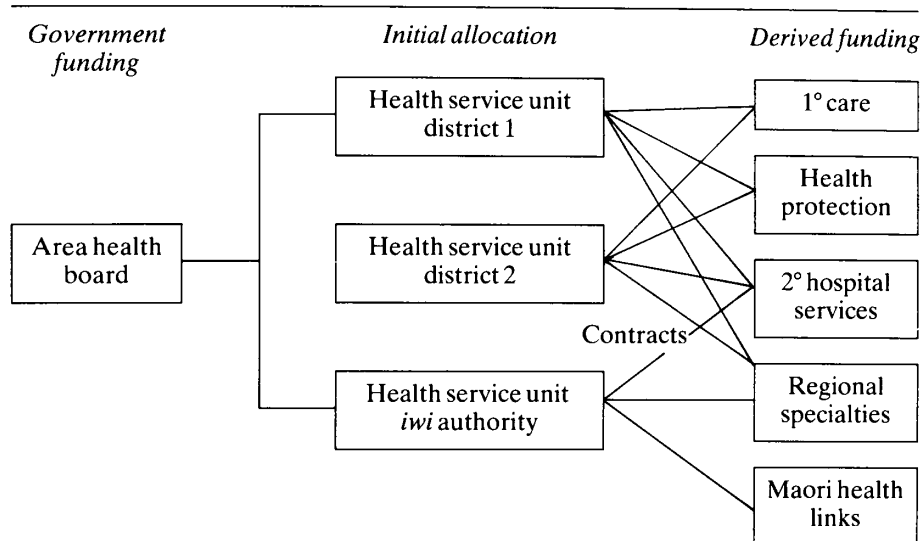 Government
funding
Initial allocation
Derived funding
Area health
board
Health service unit
district 1
Health service unit
district 2
Contracts
Health service unit
iwi authority
1° care
Health
protection
2° hospital
services
Regional
specialties
Maori health
links